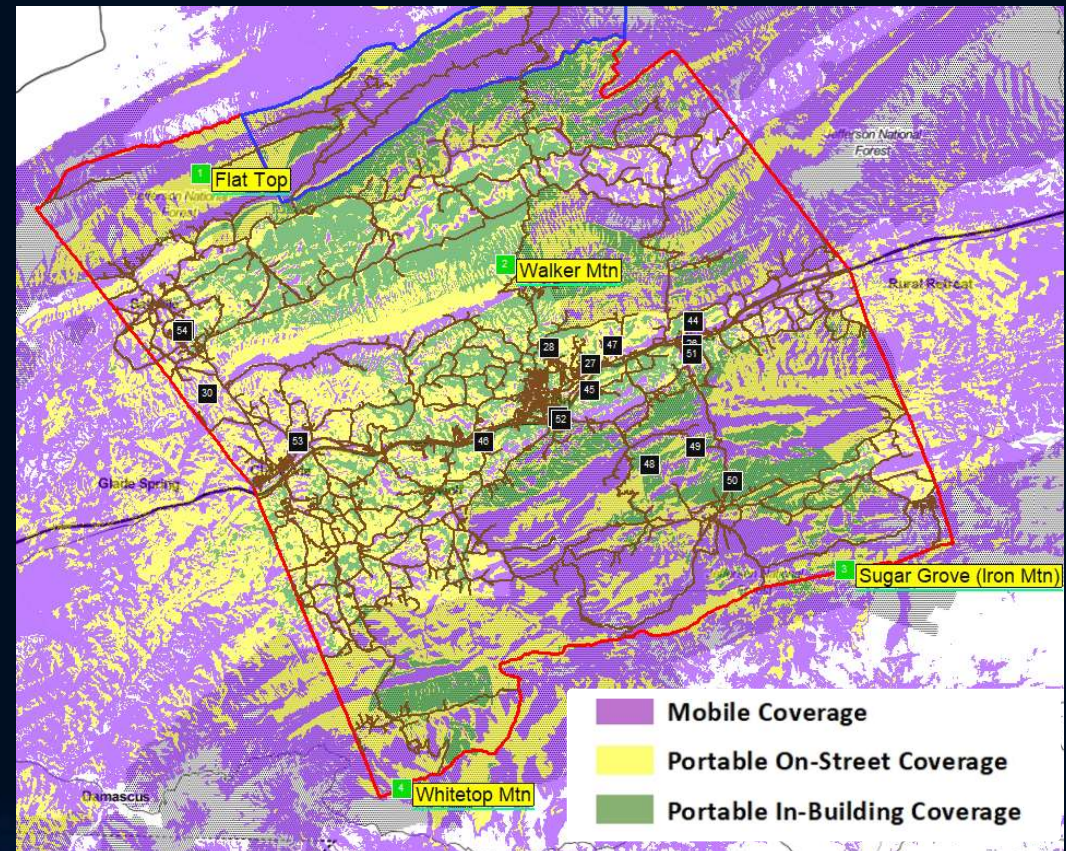 Jefferson National
Forest
1
Flat Top
Forest
2
Walker Mtn
Rural Retreat
44
54
28
47
51
27
30
45
52
53
46
49
48
Glade Spring
50
3
Sugar Grove (Iron Mtn)
Mobile Coverage
Portable On-Street Coverage
4
Whitetop Mtn
Damascus
Portable In-Building Coverage